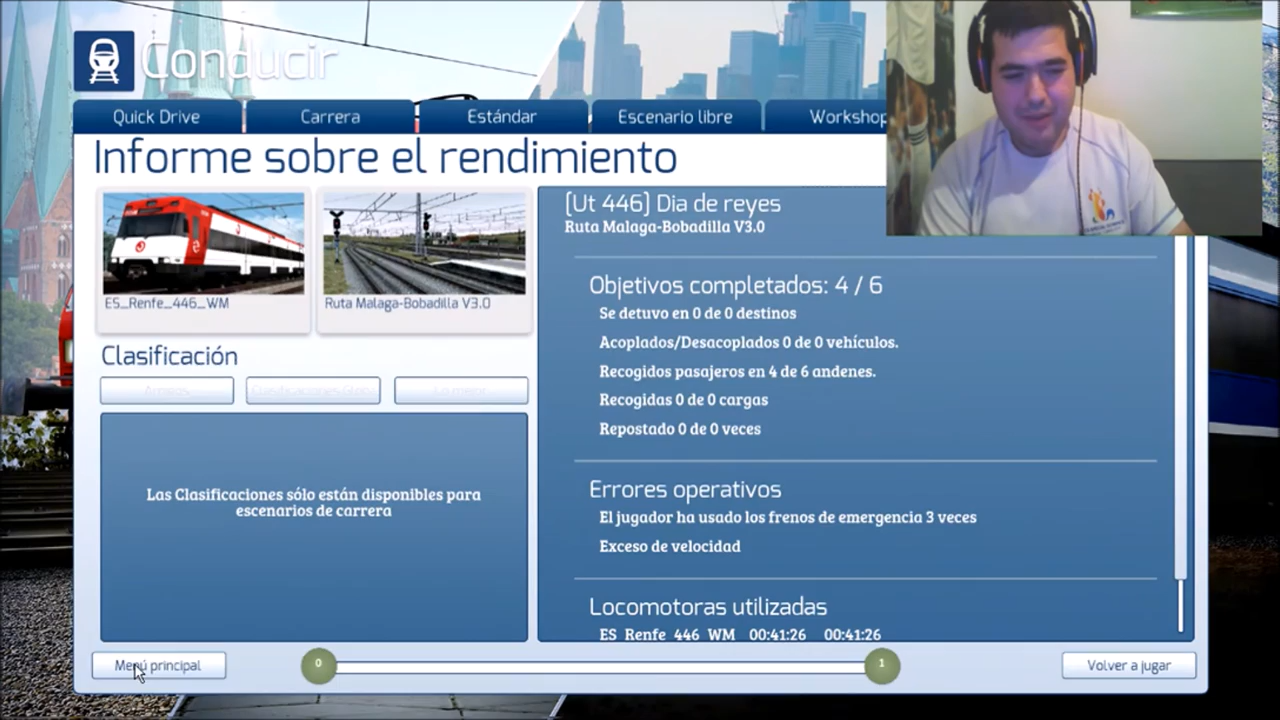 Conducir
Quick Drive
Carrera
Estándar
Escenario libre
Workshop
Informe sobre el rendimiento
ES_Renfe_446_WM
Ruta Malaga-Bobadilla V3.0
Clasificación
Amigos
Las Clasificaciones sólo están disponibles para
escenarios de carrera
[Ut 446] Dia de reyes
Ruta Malaga-Bobadilla V3.0
Objetivos completados: 4 / 6
Se detuvo en 0 de 0 destinos
Acoplados/Desacoplados 0 de 0 vehículos.
Recogidos pasajeros en 4 de 6 andenes.
Recogidas 0 de 0 cargas
Repostado 0 de 0 veces
Errores operativos
El jugador ha usado los frenos de emergencia 3 veces
Exceso de velocidad
Locomotoras utilizadas
ES_Renfe_446_WM 00:41:26 00:41:26
Menú principal
0
1
Volver a jugar